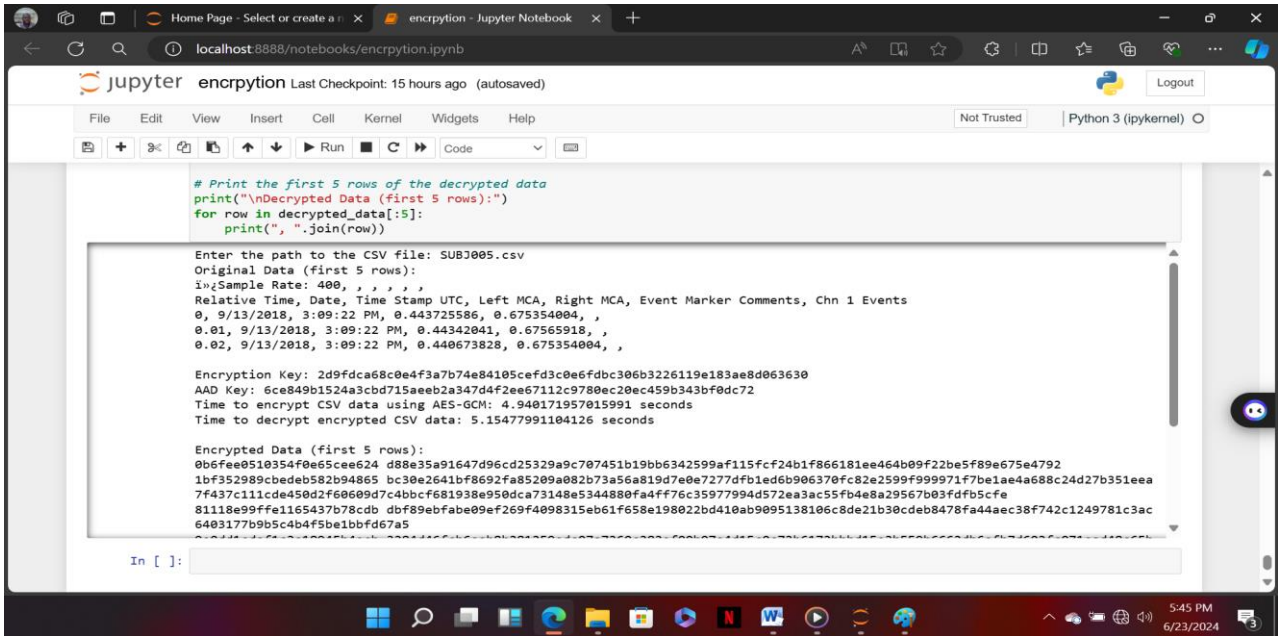 Home Page - Select or create a n
encrpytion - Jupyter Notebook
localhost:8888/notebooks/encrpytion.ipynb
jupyter encrpytion Last Checkpoint: 15 hours ago (autosaved)
Logout
File Edit View Insert Cell Kernel Widgets Help
Not Trusted
Python 3 (ipykernel)
Run Code
# Print the first 5 rows of the decrypted data
print("\nDecrypted Data (first 5 rows):")
for row in decrypted_data[:5]:
print(", ".join(row))
Enter the path to the CSV file: SUBJ005.csv
Original Data (first 5 rows):
ï»¿Sample Rate: 400, , , , , ,
Relative Time, Date, Time Stamp UTC, Left MCA, Right MCA, Event Marker Comments, Chn 1 Events
0, 9/13/2018, 3:09:22 PM, 0.443725586, 0.675354004, ,
0.01, 9/13/2018, 3:09:22 PM, 0.44342041, 0.67565918, ,
0.02, 9/13/2018, 3:09:22 PM, 0.440673828, 0.675354004, ,
Encryption Key: 2d9fdca68c0e4f3a7b74e84105cefd3c0e6fdbc306b3226119e183ae8d063630
AAD Key: 6ce849b1524a3cbd715aeeb2a347d4f2ee67112c9780ec20ec459b343bf0dc72
Time to encrypt CSV data using AES-GCM: 4.940171957015991 seconds
Time to decrypt encrypted CSV data: 5.15477991104126 seconds
Encrypted Data (first 5 rows):
0b6fee0510354f0e65cee624 d88e35a91647d96cd25329a9c707451b19bb6342599af115fcf24b1f866181ee464b09f22be5f89e675e4792
1bf352989cbedeb582b94865 bc30e2641bf8692fa85209a082b73a56a819d7e0e7277dfb1ed6b906370fc82e2599f999971f7be1ae4a688c24d27b351eea
7f437c111cde450d2f60609d7c4bbcf681938e950dca73148e5344880fa4ff76c35977994d572ea3ac55fb4e8a29567b03fdfb5cfe
81118e99ffe1165437b78cdb dbf89ebfabe09ef269f4098315eb61f658e198022bd410ab9095138106c8de21b30cdeb8478fa44aec38f742c1249781c3ac
6403177b9b5c4b4f5be1bbfd67a5
In [ ]:
5:45 PM
6/23/2024